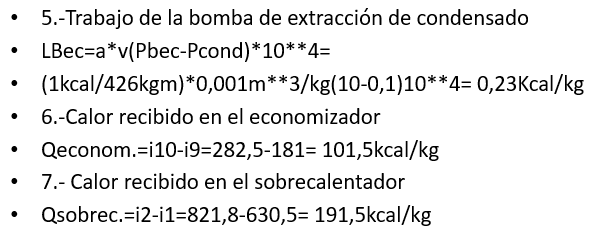 • 5.-Trabajo de la bomba de extracción de condensado
• LBec=a*v(Pbec-Pcond)*10**4=
• (1kcal/426kgm)*0,001m**3/kg(10-0,1)10**4= 0,23Kcal/kg
• 6.-Calor recibido en el economizador
• Qeconom.=i10-i9=282,5-181= 101,5kcal/kg
• 7.- Calor recibido en el sobrecalentador
• Qsobrec.=i2-i1=821,8-630,5= 191,5kcal/kg